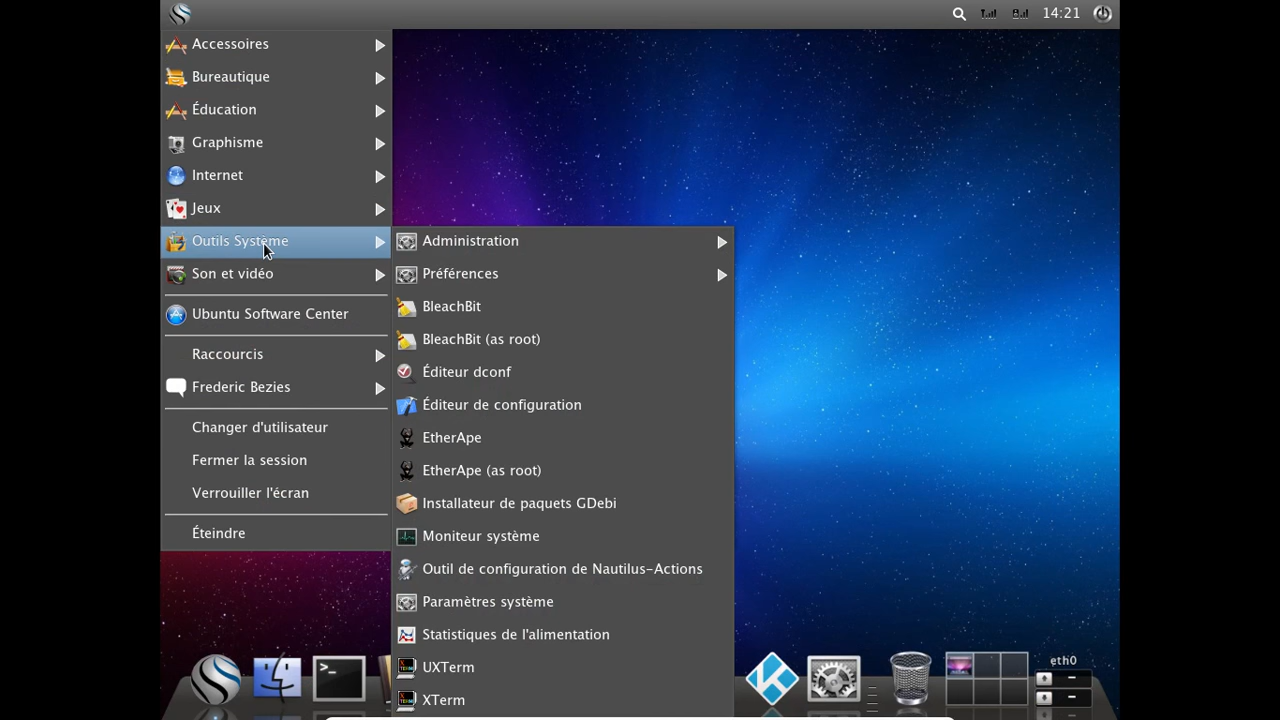 14:21
Accessoires
Bureautique
Éducation
Graphisme
Internet
Jeux
Outils Système
Son et vidéo
Ubuntu Software Center
Raccourcis
Frederic Bezies
Changer d'utilisateur
Fermer la session
Verrouiller l'écran
Éteindre
Administration
Préférences
BleachBit
BleachBit (as root)
Éditeur dconf
Éditeur de configuration
EtherApe
EtherApe (as root)
Installateur de paquets GDebi
Moniteur système
Outil de configuration de Nautilus-Actions
Paramètres système
Statistiques de l'alimentation
UXTerm
XTerm
>_
eth0